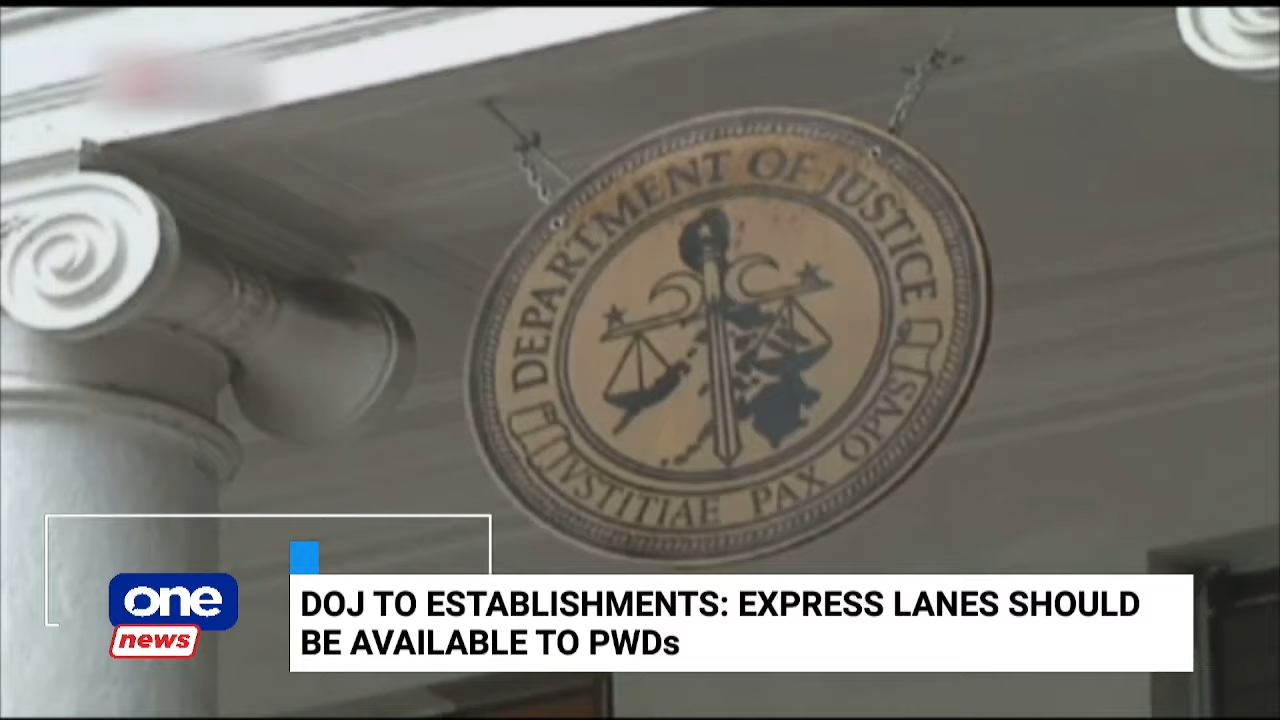 DEPARTMENT OF JUSTICE
IVSTITIAE PAX OPVS
one
news
DOJ TO ESTABLISHMENTS: EXPRESS LANES SHOULD
BE AVAILABLE TO PWDs